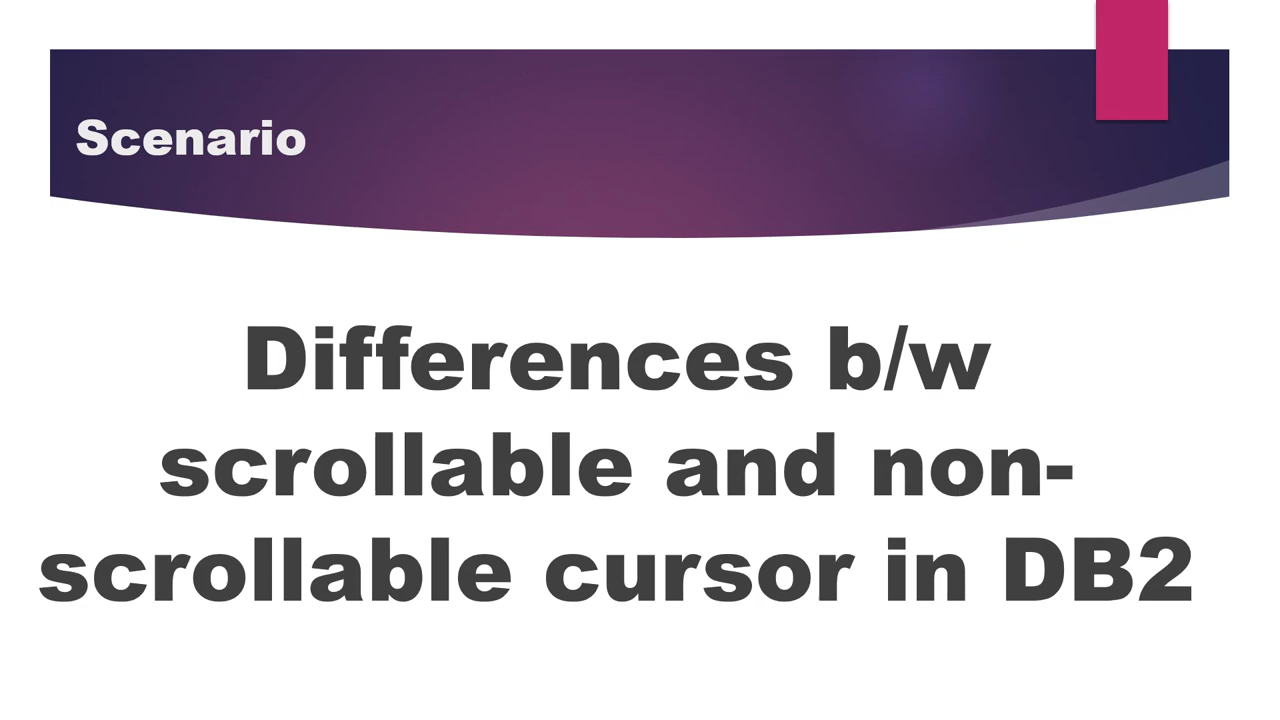 Scenario
Differences b/w
scrollable and non-
scrollable cursor in DB2